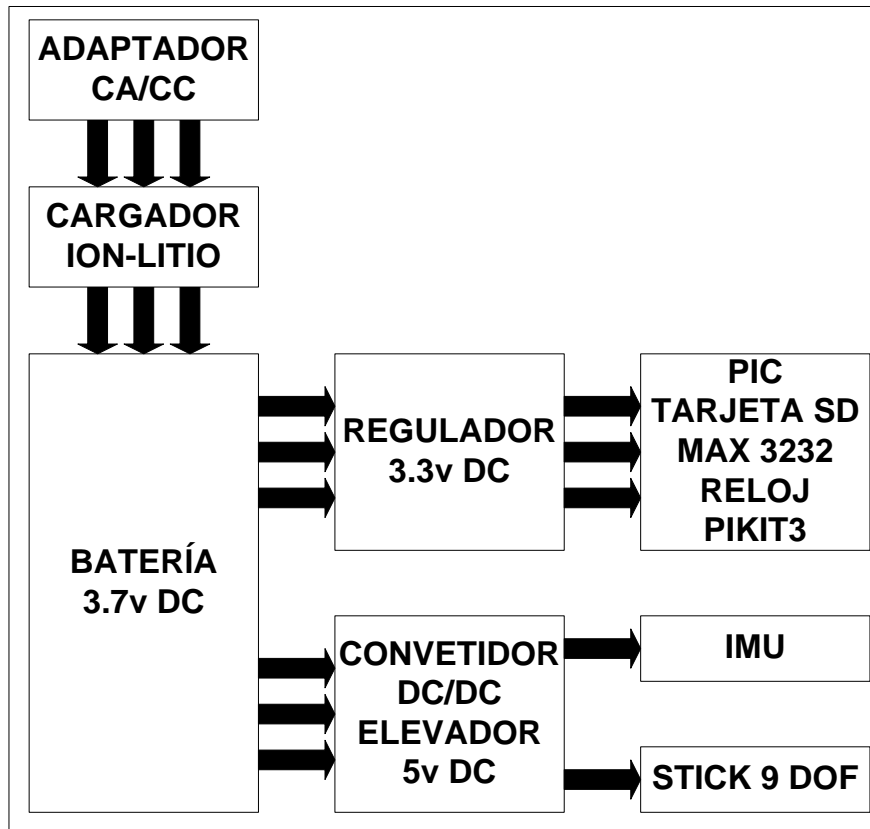 ADAPTADOR
CA/CC
CARGADOR
ION-LITIO
BATERÍA
3.7v DC
REGULADOR
3.3v DC
PIC
TARJETA SD
MAX 3232
RELOJ
PIKIT3
CONVETIDOR
DC/DC
ELEVADOR
5v DC
IMU
STICK 9 DOF